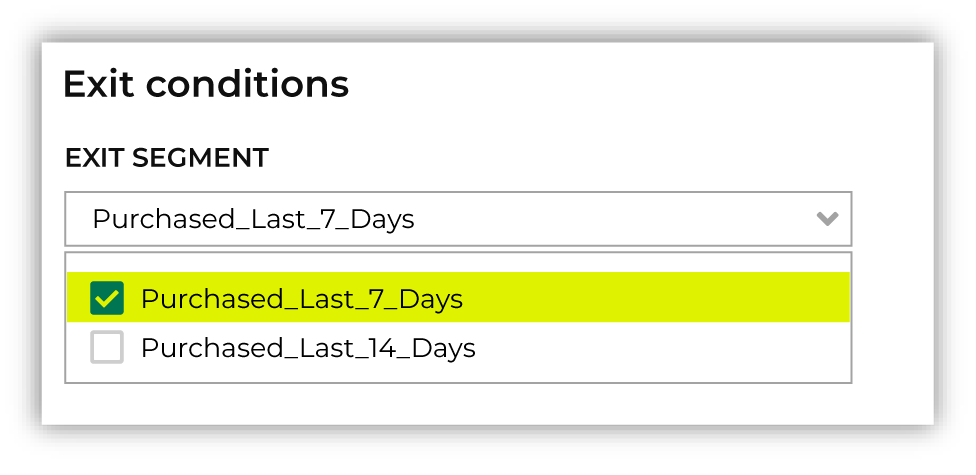 Exit conditions
EXIT SEGMENT
Purchased_Last_7_Days
Purchased_Last_7_Days
Purchased_Last_14_Days